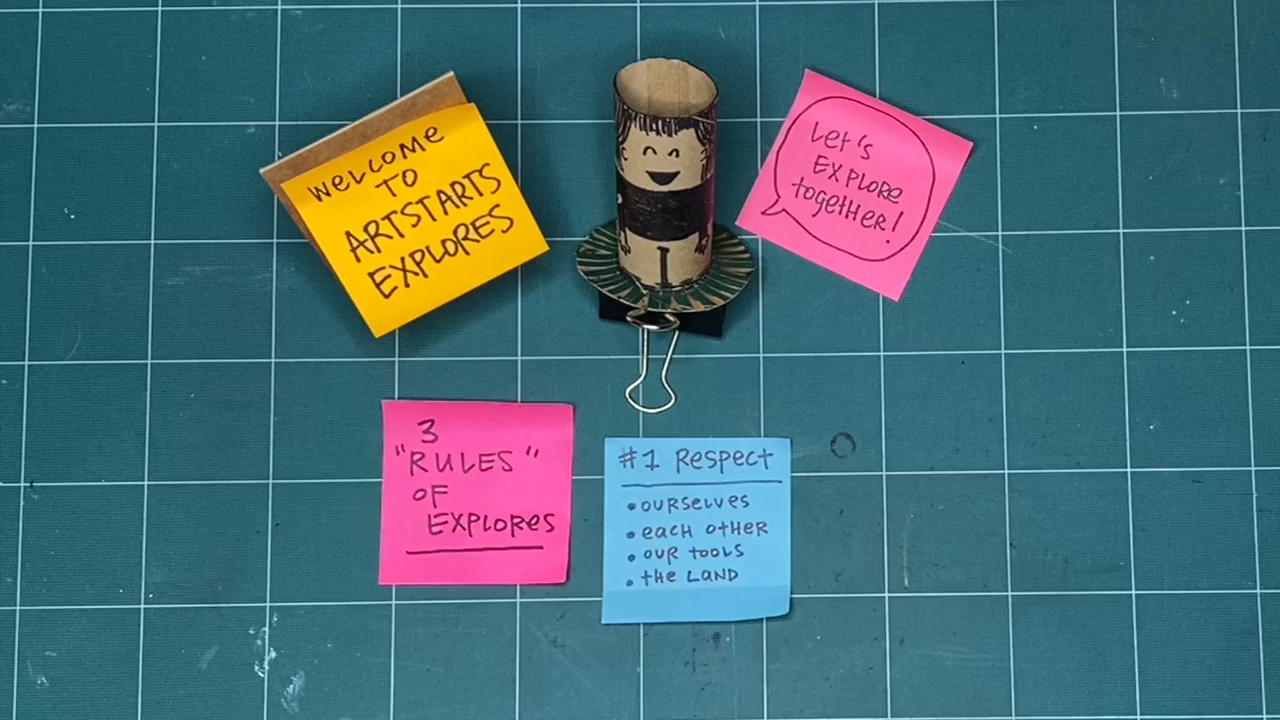 WELCOME
TO
ARTSTARTS
EXPLORES
Let's
EXPLORE
together!
3
"RULES"
OF
EXPLORES
#1 Respect
• OURSELVES
• EACH OTHER
• OUR TOOLS
• THE LAND